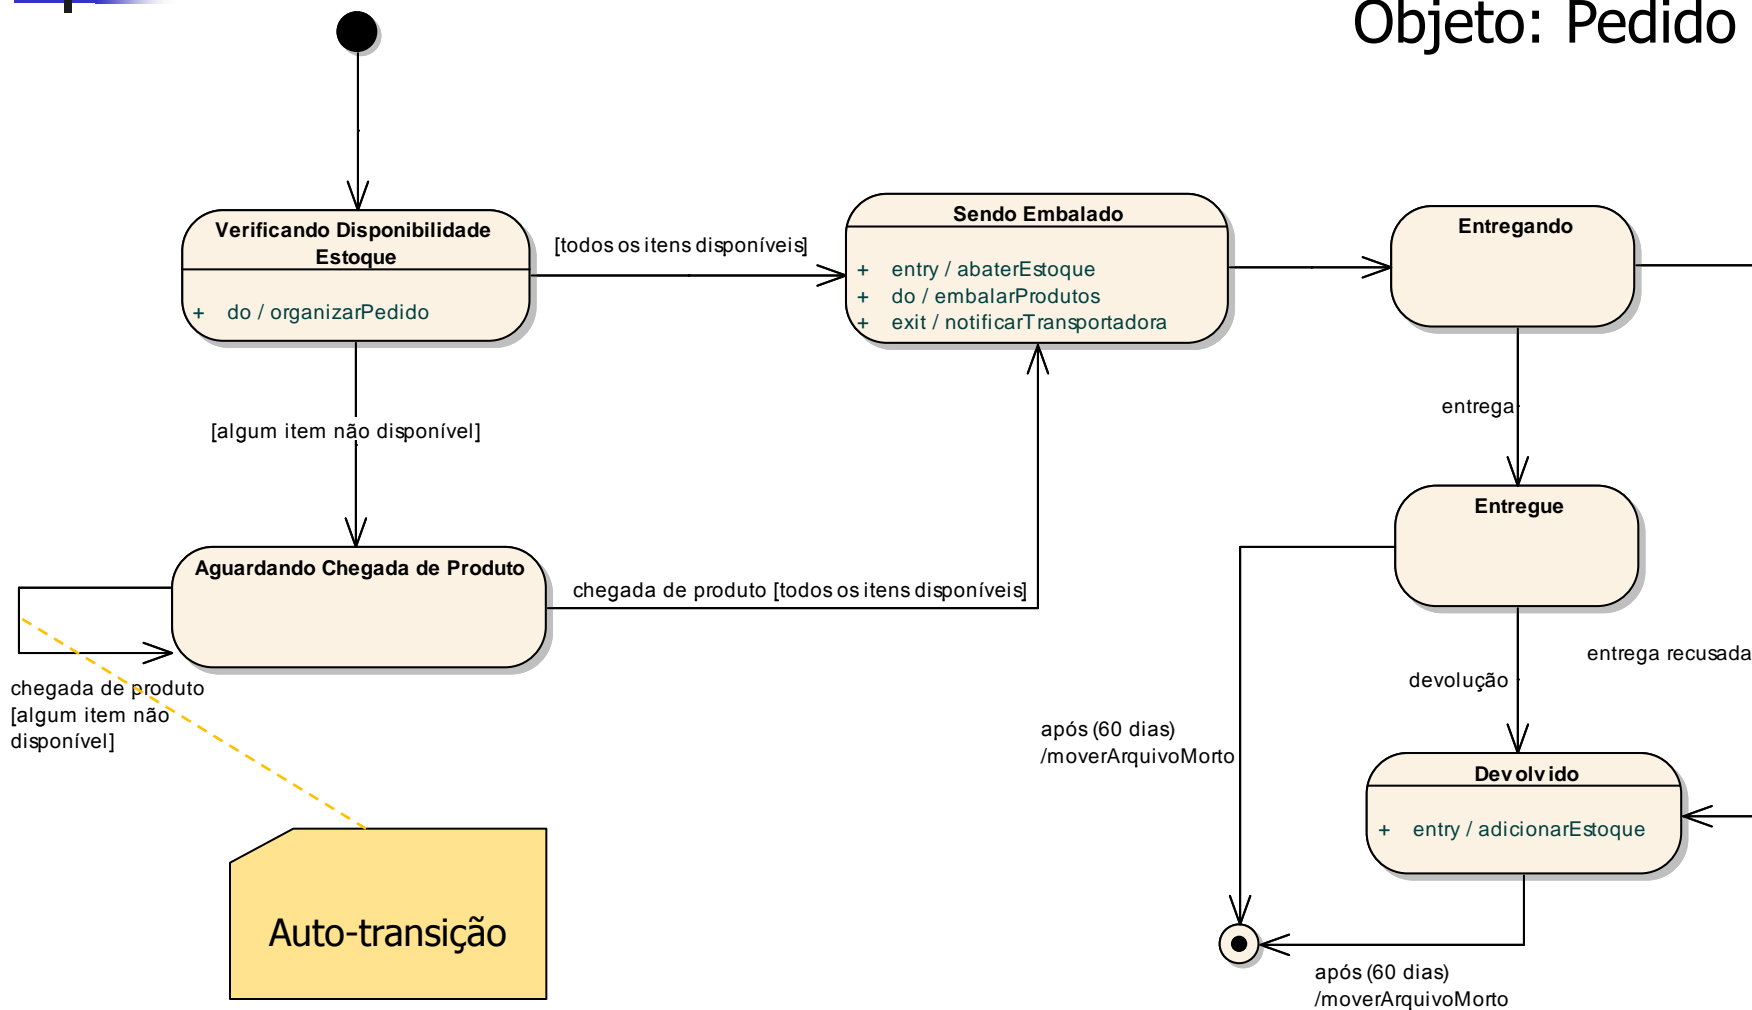 Objeto: Pedido
Verificando Disponibilidade
Estoque
+ do / organizarPedido
[todos os itens disponíveis]
Sendo Embalado
+ entry / abaterEstoque
+ do / embalarProdutos
+ exit / notificarTransportadora
Entregando
[algum item não disponível]
entrega
Entregue
Aguardando Chegada de Produto
chegada de produto [todos os itens disponíveis]
chegada de produto
[algum item não
disponível]
entrega recusada
devolução
após (60 dias)
/moverArquivoMorto
Devolvido
+ entry / adicionarEstoque
Auto-transição
após (60 dias)
/moverArquivoMorto